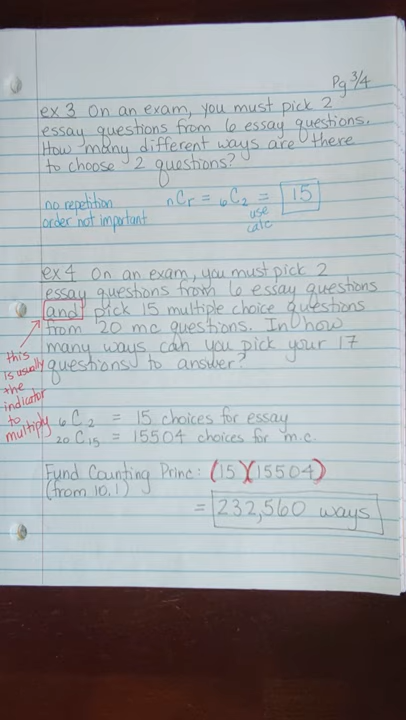 Pg 3/4
ex 3 On an exam, you must pick 2
essay questions from 6 essay questions.
How many different ways are there
to choose 2 questions?
no repetition
order not important
nCr = 6C2 = 15
use
calc
ex 4 On an exam, you must pick 2
essay questions from 6 essay questions
and pick 15 multiple choice questions
from 20 mc questions. In how
many ways can you pick your 17
questions to answer?
this
is usually
the
indicator
to
multiply
6C2 = 15 choices for essay
20C15 = 15504 choices for m.c.
Fund Counting Princ: (15)(15504)
(from 10.1)
= 232,560 ways